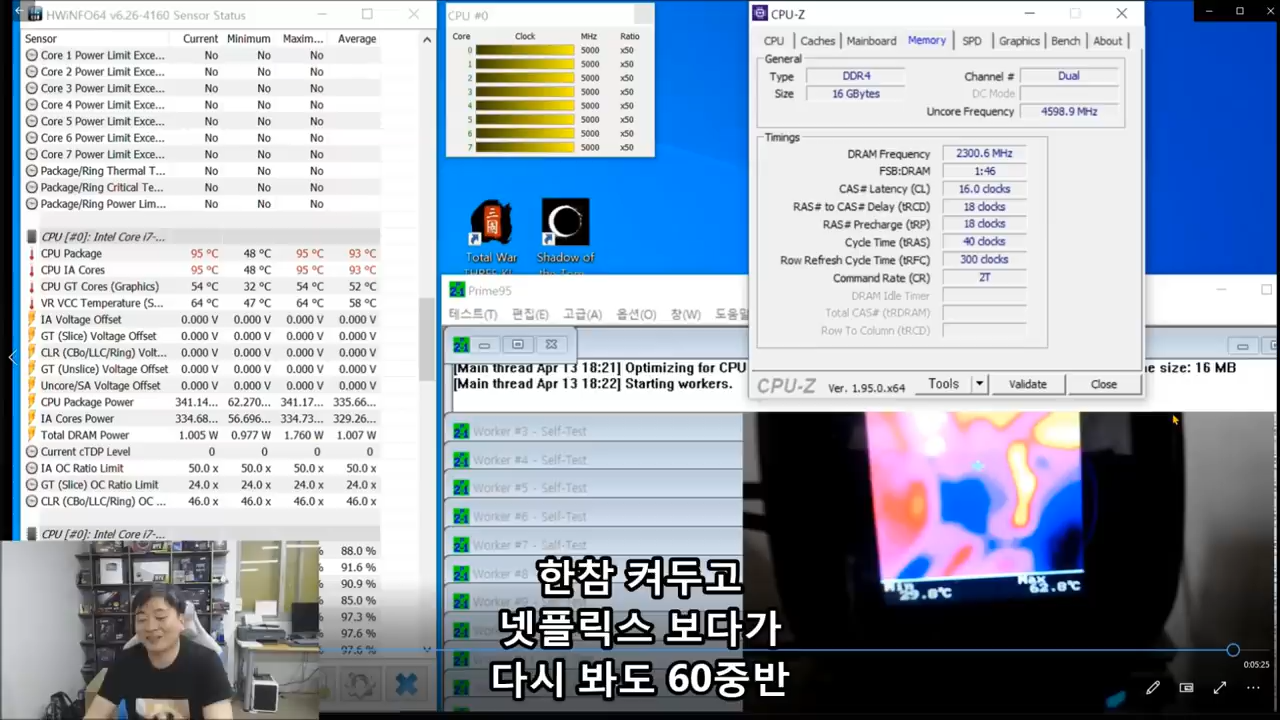 HWiNFO64 v6.26-4160 Sensor Status
Sensor Current Minimum Maxim... Average
Core 1 Power Limit Exce... No No No
Core 2 Power Limit Exce... No No No
Core 3 Power Limit Exce... No No No
Core 4 Power Limit Exce... No No No
Core 5 Power Limit Exce... No No No
Core 6 Power Limit Exce... No No No
Core 7 Power Limit Exce... No No No
Package/Ring Thermal T... No No No
Package/Ring Critical Te... No No No
Package/Ring Power Lim... No No No
CPU [#0]: Intel Core i7-...
CPU Package 95 °C 48 °C 95 °C 93 °C
CPU IA Cores 95 °C 48 °C 95 °C 93 °C
CPU GT Cores (Graphics) 54 °C 32 °C 54 °C 52 °C
VR VCC Temperature (S... 64 °C 47 °C 64 °C 58 °C
IA Voltage Offset 0.000 V 0.000 V 0.000 V 0.000 V
GT (Slice) Voltage Offset 0.000 V 0.000 V 0.000 V 0.000 V
CLR (CBo/LLC/Ring) Volt... 0.000 V 0.000 V 0.000 V 0.000 V
GT (Unslice) Voltage Offset 0.000 V 0.000 V 0.000 V 0.000 V
Uncore/SA Voltage Offset 0.000 V 0.000 V 0.000 V 0.000 V
CPU Package Power 341.14... 62.270... 341.17... 335.66...
IA Cores Power 334.68... 56.696... 334.73... 329.26...
Total DRAM Power 1.005 W 0.977 W 1.760 W 1.007 W
Current cTDP Level 0 0 0 0
IA OC Ratio Limit 50.0 x 50.0 x 50.0 x 50.0 x
GT (Slice) OC Ratio Limit 24.0 x 24.0 x 24.0 x 24.0 x
CLR (CBo/LLC/Ring) OC ... 46.0 x 46.0 x 46.0 x 46.0 x
CPU [#0]: Intel Core i7-...
% 88.0 %
% 91.6 %
% 90.9 %
% 85.0 %
% 97.3 %
% 97.6 %
97.6 %
CPU #0
Core Clock MHz Ratio
0 5000 x50
1 5000 x50
2 5000 x50
3 5000 x50
4 5000 x50
5 5000 x50
6 5000 x50
7 5000 x50
Total War
Shadow of
CPU-Z
CPU Caches Mainboard Memory SPD Graphics Bench About
General
Type DDR4 Channel # Dual
Size 16 GBytes DC Mode
Uncore Frequency 4598.9 MHz
Timings
DRAM Frequency 2300.6 MHz
FSB:DRAM 1:46
CAS# Latency (CL) 16.0 clocks
RAS# to CAS# Delay (tRCD) 18 clocks
RAS# Precharge (tRP) 18 clocks
Cycle Time (tRAS) 40 clocks
Row Refresh Cycle Time (tRFC) 300 clocks
Command Rate (CR) 2T
DRAM Idle Timer
Total CAS# (tRDRAM)
Row To Column (tRCD)
CPU-Z Ver. 1.95.0.x64 Tools Validate Close
Prime95
테스트(T) 편집(E) 고급(A) 옵션(O) 창(W) 도움말
[Main thread Apr 13 18:21] Optimizing for CPU
he size: 16 MB
[Main thread Apr 13 18:22] Starting workers.
Worker #3 - Self-Test
Worker #4 - Self-Test
Worker #5 - Self-Test
Worker #6 - Self-Test
Worker #7 - Self-Test
Worker #8
Min Max
29.8℃ 62.8℃
한참 켜두고
넷플릭스 보다가
다시 봐도 60중반
0:05:25